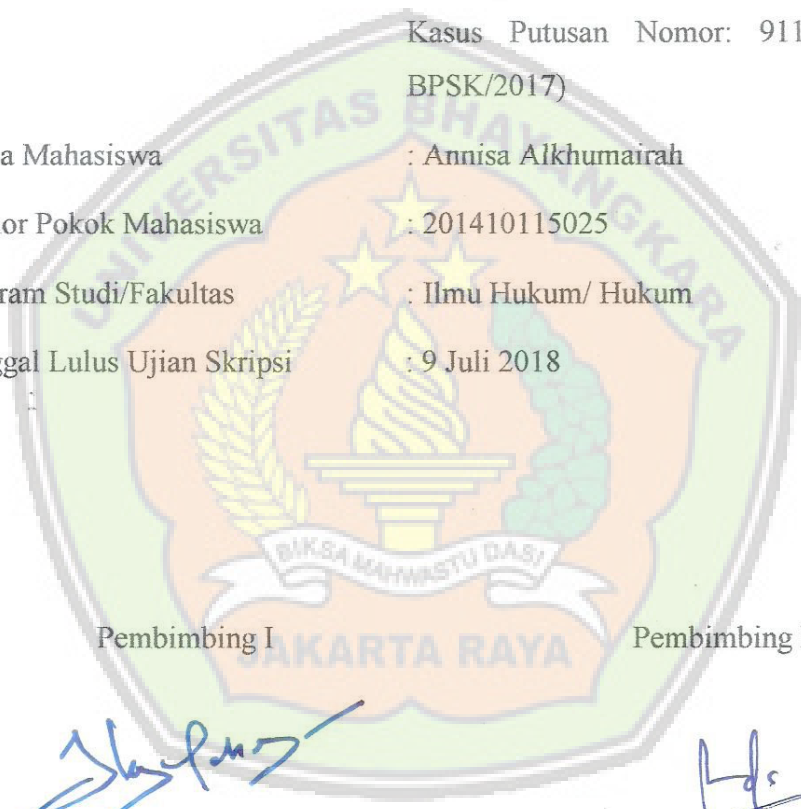 Kasus Putusan Nomor: 911
BPSK/2017)
a Mahasiswa : Annisa Alkhumairah
or Pokok Mahasiswa : 201410115025
ram Studi/Fakultas : Ilmu Hukum/ Hukum
ggal Lulus Ujian Skripsi : 9 Juli 2018
:
UNIVERSITAS BHAYANGKARA
BIKSA MAHWASTU DASI
JAKARTA RAYA
Pembimbing I Pembimbing